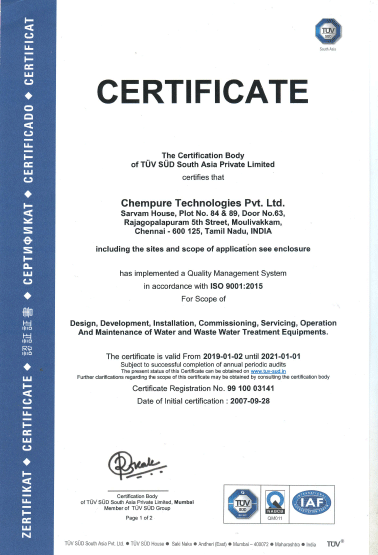 TÜV
SÜD
South Asia
CERTIFICATE
The Certification Body
of TÜV SÜD South Asia Private Limited
certifies that
Chempure Technologies Pvt. Ltd.
Sarvam House, Plot No. 84 & 89, Door No.63,
Rajagopalapuram 5th Street, Moulivakkam,
Chennai - 600 125, Tamil Nadu, INDIA
including the sites and scope of application see enclosure
has implemented a Quality Management System
in accordance with ISO 9001:2015
For Scope of
Design, Development, Installation, Commissioning, Servicing, Operation
And Maintenance of Water and Waste Water Treatment Equipments.
The certificate is valid From 2019-01-02 until 2021-01-01
Subject to successful completion of annual periodic audits
The present status of this Certificate can be obtained on www.tuv-sud.in
Further clarifications regarding the scope of this certificate may be obtained by consulting the certification body
Certificate Registration No. 99 100 03141
Date of Initial certification : 2007-09-28
Certification Body
of TÜV SÜD South Asia Private Limited, Mumbai
Member of TÜV SÜD Group
Page 1 of 2
TÜV
SÜD
NABCB
QM011
IAF
TÜV SÜD South Asia Pvt. Ltd. ● TÜV SÜD House ● Saki Naka ● Andheri (East) ● Mumbai – 400072 ● Maharashtra ● India TÜV®
ZERTIFIKAT ◆ CERTIFICATE ◆ 認証証書 ◆ СЕРТИФИКАТ ◆ CERTIFICADO ◆ CERTIFICAT